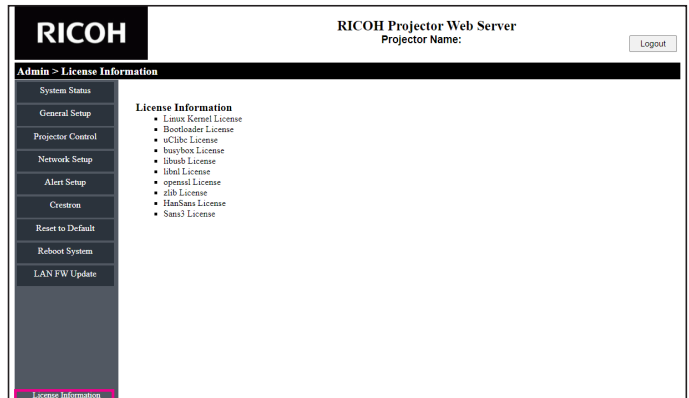 RICOH
RICOH Projector Web Server
Projector Name:
Logout
Admin > License Information
System Status
General Setup
Projector Control
Network Setup
Alert Setup
Crestron
Reset to Default
Reboot System
LAN FW Update
License Information
License Information
Linux Kernel License
Bootloader License
uClibc License
busybox License
libusb License
libnl License
openssl License
zlib License
HanSans License
Sans3 License